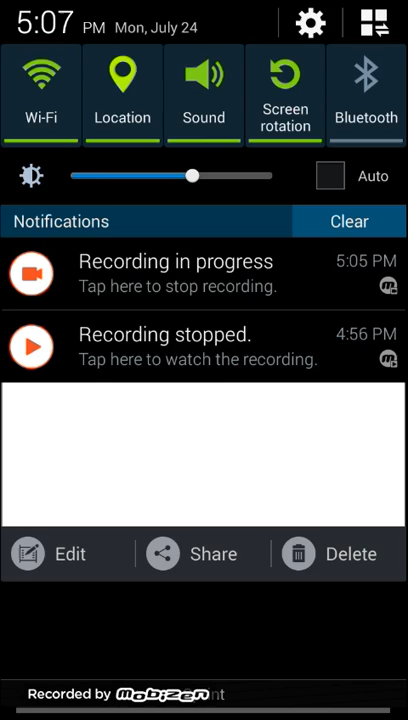 5:07 PM Mon, July 24
Wi-Fi
Location
Sound
Screen
rotation
Bluetooth
Auto
Notifications
Clear
Recording in progress
5:05 PM
Tap here to stop recording.
Recording stopped.
4:56 PM
Tap here to watch the recording.
Edit
Share
Delete
Recorded by Mobizen